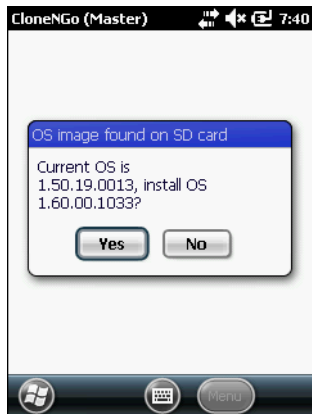 CloneNGo (Master) 7:40
OS image found on SD card
Current OS is
1.50.19.0013, install OS
1.60.00.1033?
Yes No
Menu